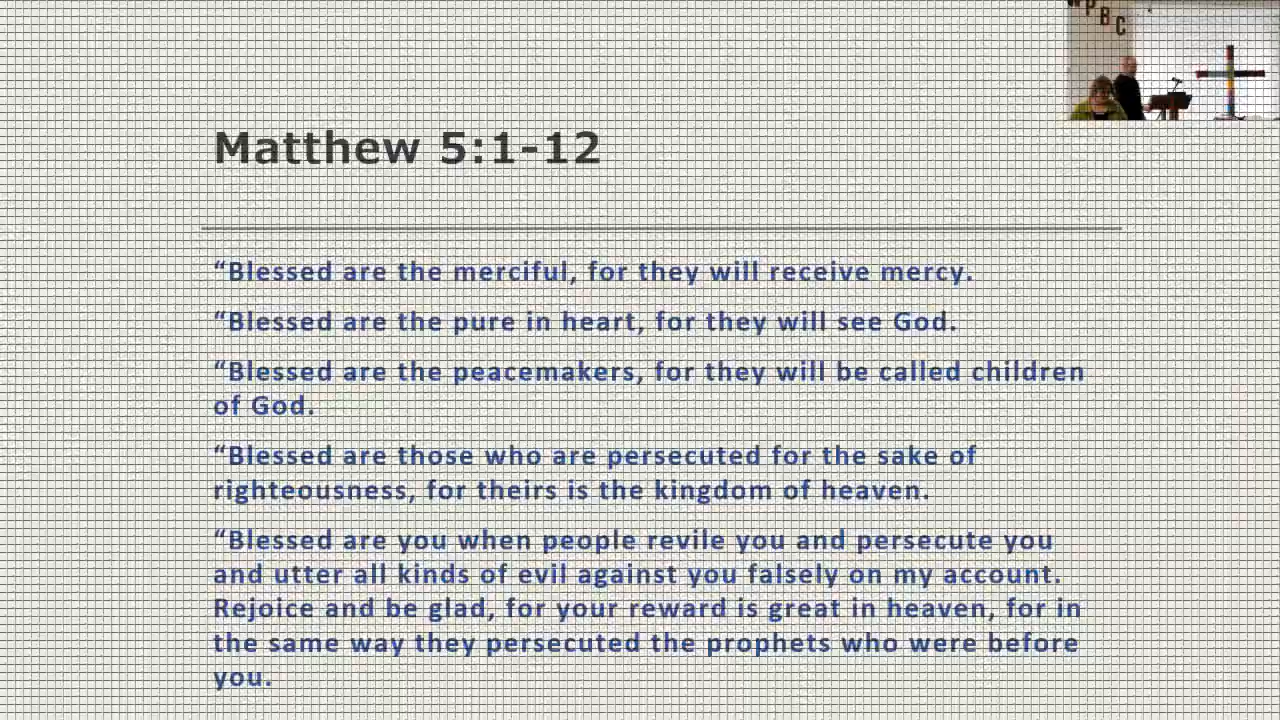 WPBC
Matthew 5:1-12
“Blessed are the merciful, for they will receive mercy.
“Blessed are the pure in heart, for they will see God.
“Blessed are the peacemakers, for they will be called children
of God.
“Blessed are those who are persecuted for the sake of
righteousness, for theirs is the kingdom of heaven.
“Blessed are you when people revile you and persecute you
and utter all kinds of evil against you falsely on my account.
Rejoice and be glad, for your reward is great in heaven, for in
the same way they persecuted the prophets who were before
you.